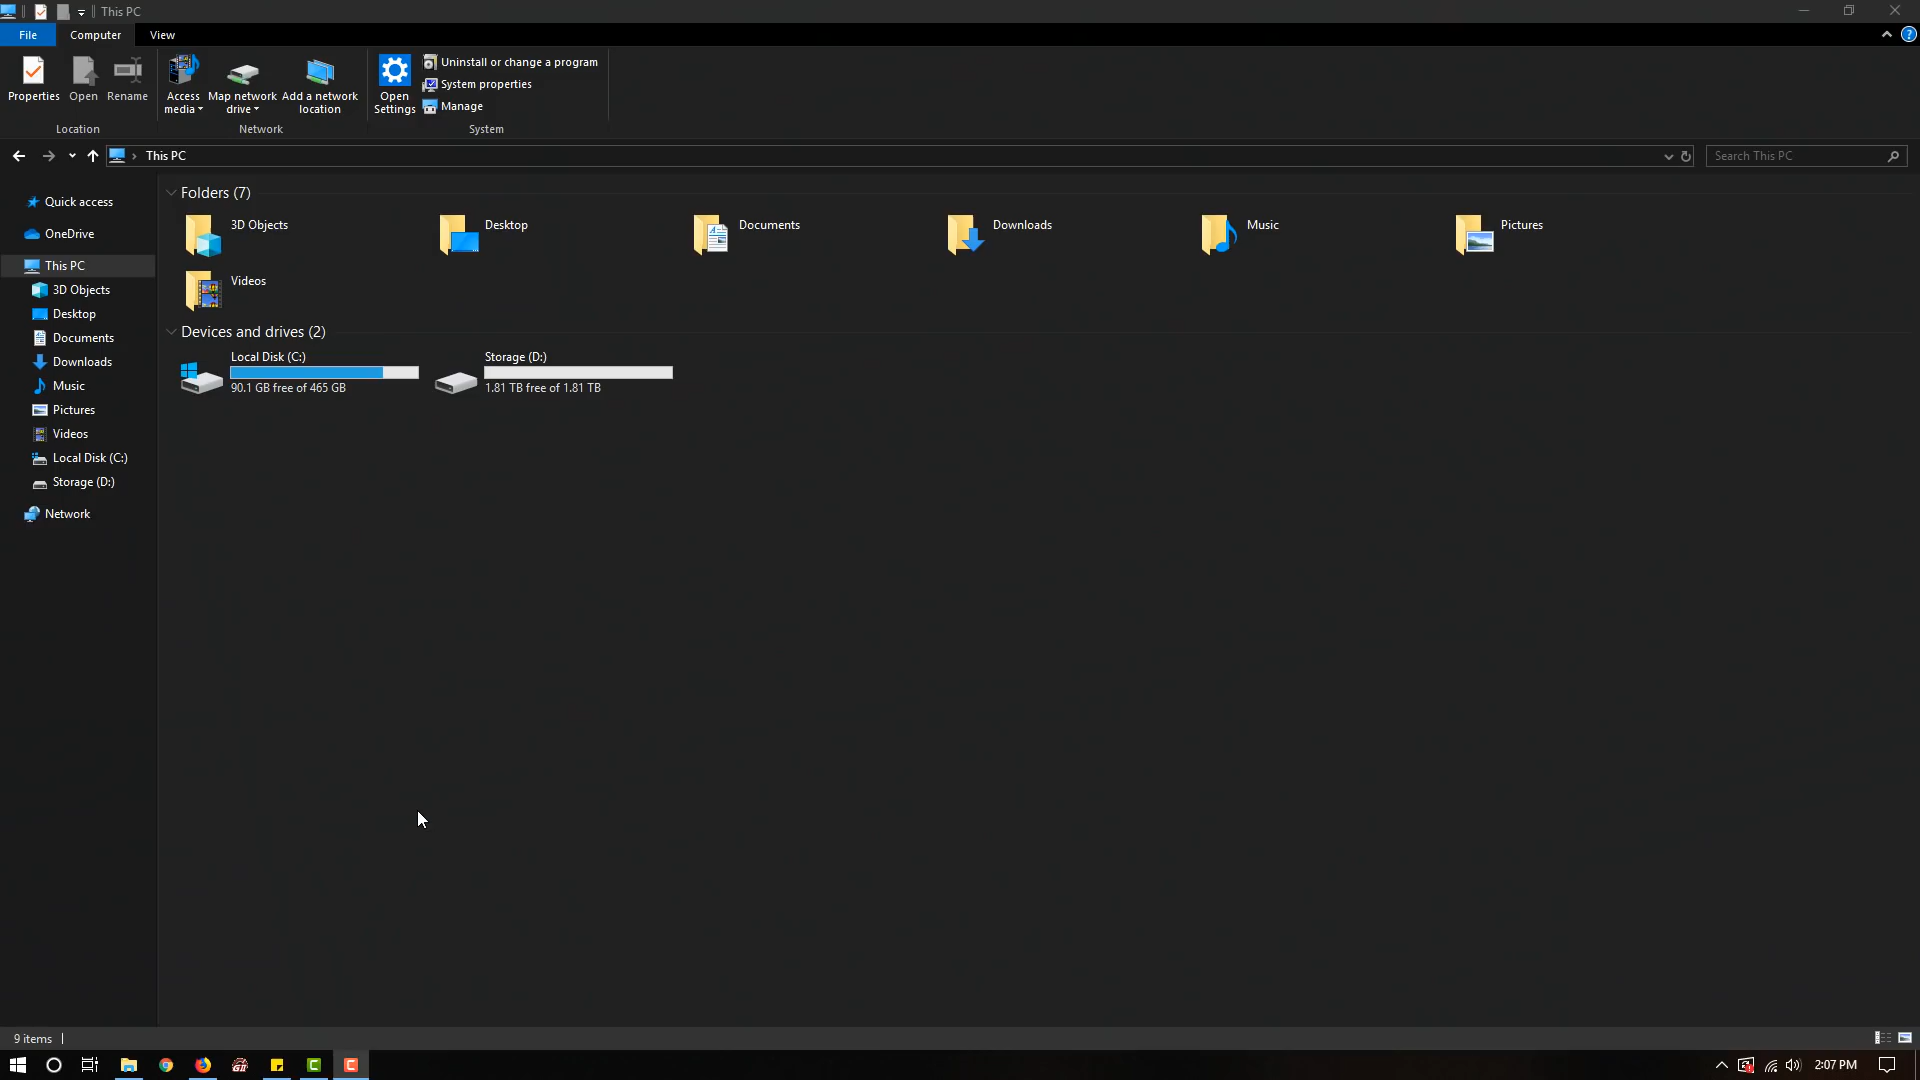 This PC
File Computer View
Properties Open Rename Access media Map network drive Add a network location Open Settings Uninstall or change a program
System properties
Manage
Location Network System
This PC Search This PC
Quick access
OneDrive
This PC
3D Objects
Desktop
Documents
Downloads
Music
Pictures
Videos
Local Disk (C:)
Storage (D:)
Network
Folders (7)
3D Objects Desktop Documents Downloads Music Pictures
Videos
Devices and drives (2)
Local Disk (C:) Storage (D:)
90.1 GB free of 465 GB 1.81 TB free of 1.81 TB
9 items
2:07 PM